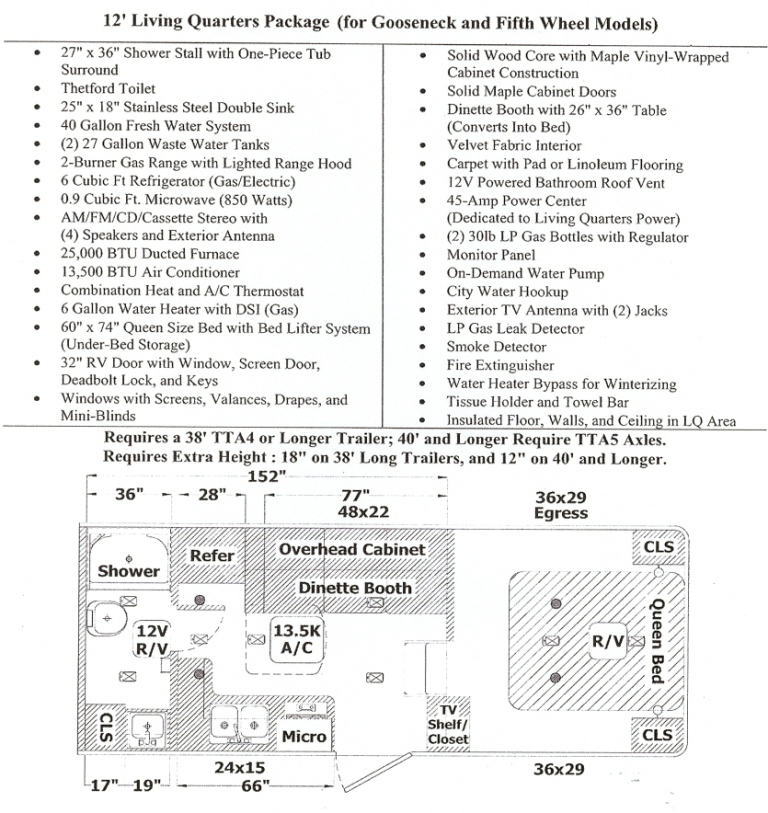 12' Living Quarters Package (for Gooseneck and Fifth Wheel Models)
• 27" x 36" Shower Stall with One-Piece Tub
Surround
• Thetford Toilet
• 25" x 18" Stainless Steel Double Sink
• 40 Gallon Fresh Water System
• (2) 27 Gallon Waste Water Tanks
• 2-Burner Gas Range with Lighted Range Hood
• 6 Cubic Ft Refrigerator (Gas/Electric)
• 0.9 Cubic Ft. Microwave (850 Watts)
• AM/FM/CD/Cassette Stereo with
(4) Speakers and Exterior Antenna
• 25,000 BTU Ducted Furnace
• 13,500 BTU Air Conditioner
• Combination Heat and A/C Thermostat
• 6 Gallon Water Heater with DSI (Gas)
• 60" x 74" Queen Size Bed with Bed Lifter System
(Under-Bed Storage)
• 32" RV Door with Window, Screen Door,
Deadbolt Lock, and Keys
• Windows with Screens, Valances, Drapes, and
Mini-Blinds
• Solid Wood Core with Maple Vinyl-Wrapped
Cabinet Construction
• Solid Maple Cabinet Doors
• Dinette Booth with 26" x 36" Table
(Converts Into Bed)
• Velvet Fabric Interior
• Carpet with Pad or Linoleum Flooring
• 12V Powered Bathroom Roof Vent
• 45-Amp Power Center
(Dedicated to Living Quarters Power)
• (2) 30lb LP Gas Bottles with Regulator
• Monitor Panel
• On-Demand Water Pump
• City Water Hookup
• Exterior TV Antenna with (2) Jacks
• LP Gas Leak Detector
• Smoke Detector
• Fire Extinguisher
• Water Heater Bypass for Winterizing
• Tissue Holder and Towel Bar
• Insulated Floor, Walls, and Ceiling in LQ Area
Requires a 38' TTA4 or Longer Trailer; 40' and Longer Require TTA5 Axles.
Requires Extra Height : 18" on 38' Long Trailers, and 12" on 40' and Longer.
152"
36" 28" 77"
48x22
36x29
Egress
Shower
Refer
Overhead Cabinet
Dinette Booth
CLS
12V
R/V
13.5K
A/C
R/V
Queen Bed
CLS
Micro
TV
Shelf/
Closet
CLS
24x15
36x29
17" 19" 66"